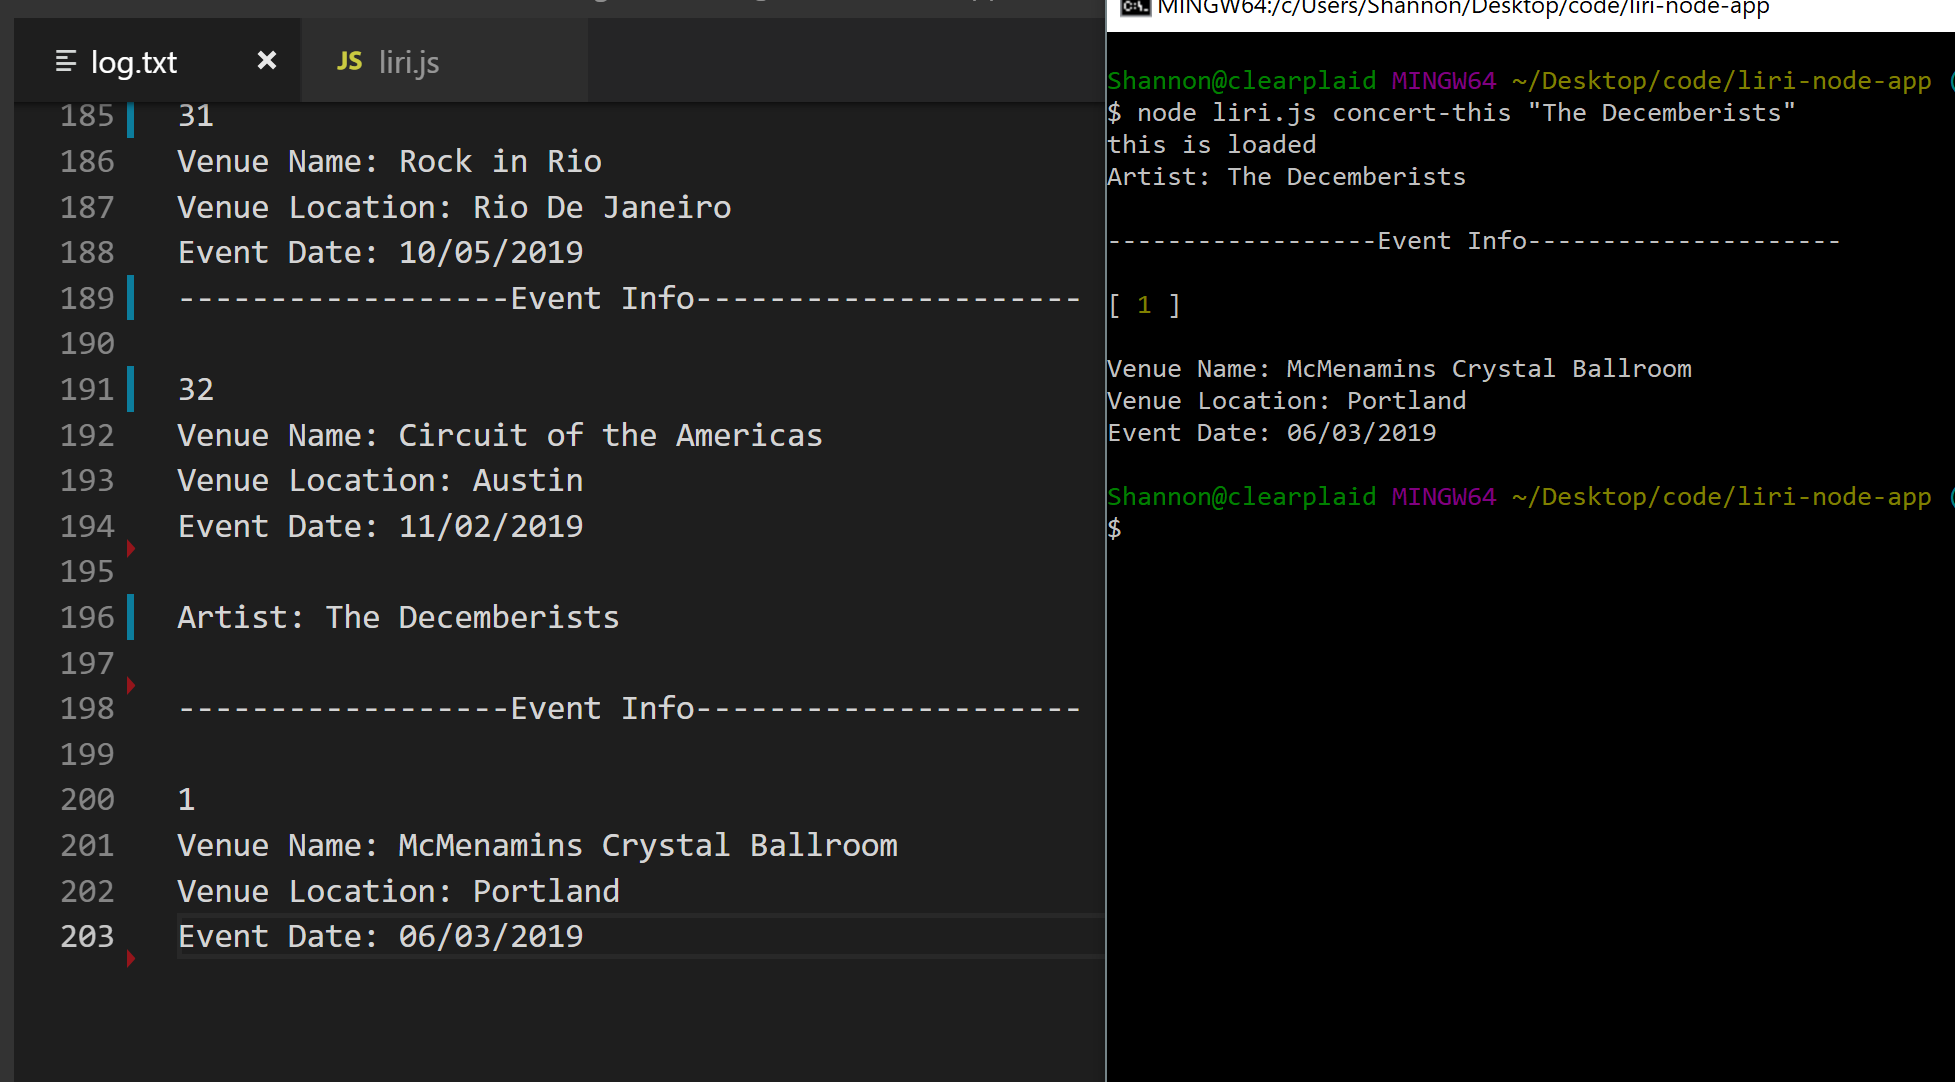 log.txt × JS liri.js
185 31
186 Venue Name: Rock in Rio
187 Venue Location: Rio De Janeiro
188 Event Date: 10/05/2019
189 ------------------Event Info---------------------
190
191 32
192 Venue Name: Circuit of the Americas
193 Venue Location: Austin
194 Event Date: 11/02/2019
195
196 Artist: The Decemberists
197
198 ------------------Event Info---------------------
199
200 1
201 Venue Name: McMenamins Crystal Ballroom
202 Venue Location: Portland
203 Event Date: 06/03/2019
MINGW64:/c/Users/Shannon/Desktop/code/liri-node-app
Shannon@clearplaid MINGW64 ~/Desktop/code/liri-node-app (
$ node liri.js concert-this "The Decemberists"
this is loaded
Artist: The Decemberists
------------------Event Info---------------------
[ 1 ]
Venue Name: McMenamins Crystal Ballroom
Venue Location: Portland
Event Date: 06/03/2019
Shannon@clearplaid MINGW64 ~/Desktop/code/liri-node-app (
$